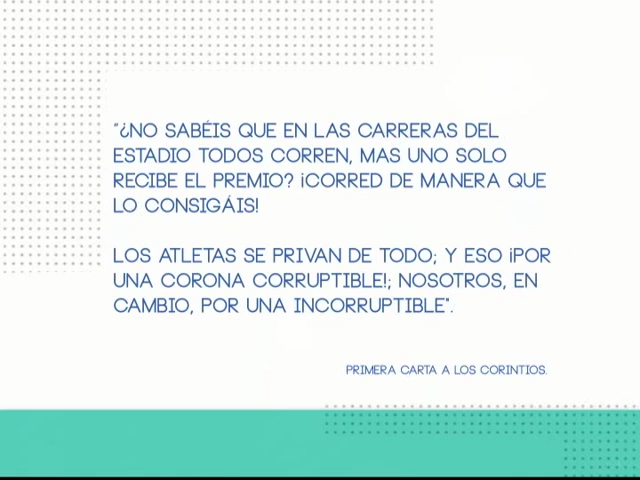 "¿NO SABÉIS QUE EN LAS CARRERAS DEL
ESTADIO TODOS CORREN, MAS UNO SOLO
RECIBE EL PREMIO? ¡CORRED DE MANERA QUE
LO CONSIGÁIS!
LOS ATLETAS SE PRIVAN DE TODO; Y ESO ¡POR
UNA CORONA CORRUPTIBLE!; NOSOTROS, EN
CAMBIO, POR UNA INCORRUPTIBLE".
PRIMERA CARTA A LOS CORINTIOS.